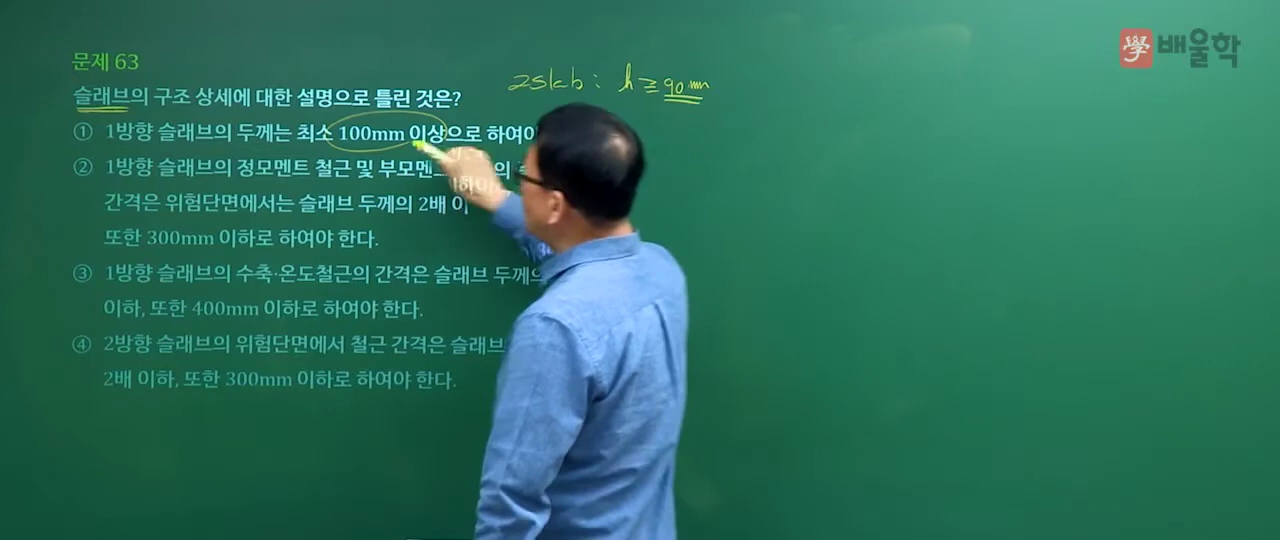 學 배울학
문제 63
2slab : h ≥ 90mm
슬래브의 구조 상세에 대한 설명으로 틀린 것은?
① 1방향 슬래브의 두께는 최소 100mm 이상으로 하여야
② 1방향 슬래브의 정모멘트 철근 및 부모멘
간격은 위험단면에서는 슬래브 두께의 2배 이
또한 300mm 이하로 하여야 한다.
③ 1방향 슬래브의 수축·온도철근의 간격은 슬래브 두께의
이하, 또한 400mm 이하로 하여야 한다.
④ 2방향 슬래브의 위험단면에서 철근 간격은 슬래브
2배 이하, 또한 300mm 이하로 하여야 한다.